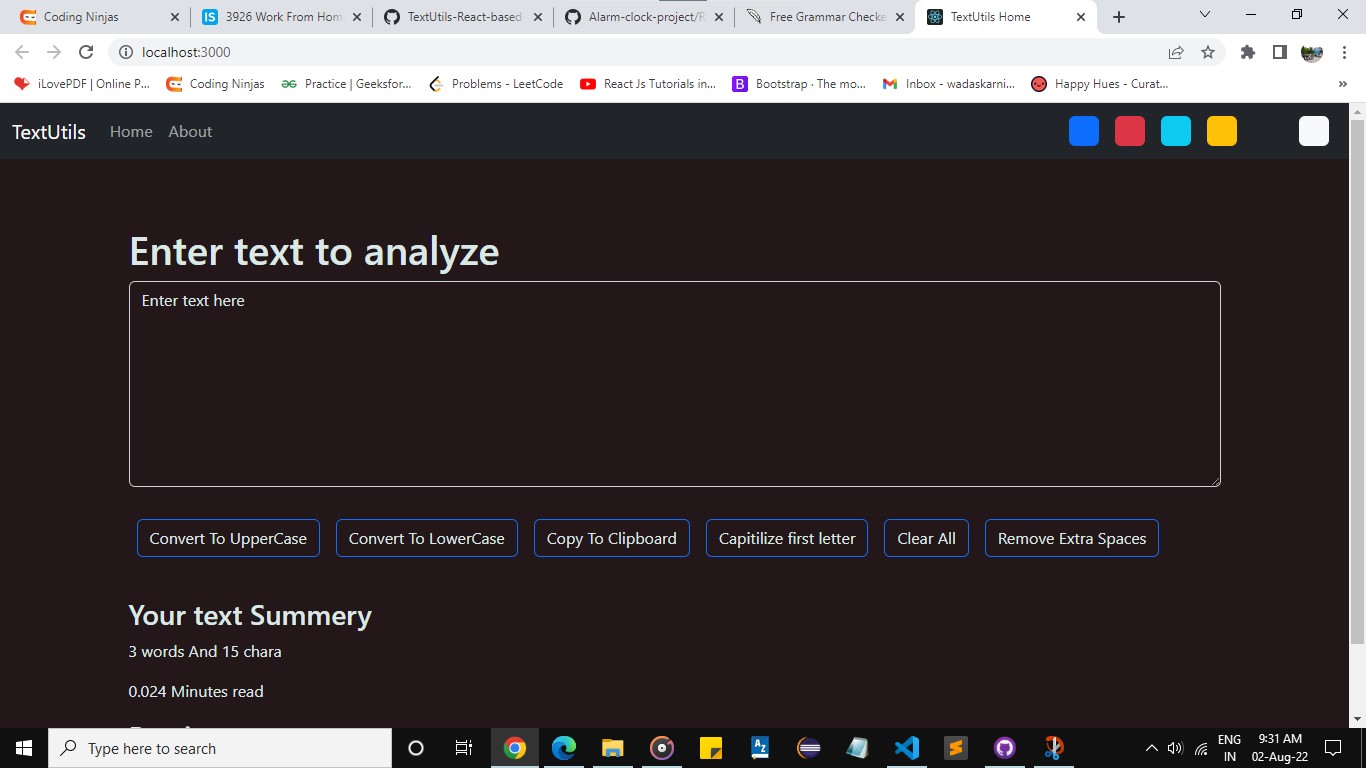 Coding Ninjas
3926 Work From Hom
TextUtils-React-based
Alarm-clock-project/R
Free Grammar Checke
TextUtils Home
localhost:3000
iLovePDF | Online P...
Coding Ninjas
Practice | Geeksfor...
Problems - LeetCode
React Js Tutorials in...
Bootstrap · The mo...
Inbox - wadaskarni...
Happy Hues - Curat...
»
TextUtils
Home
About
Enter text to analyze
Enter text here
Convert To UpperCase
Convert To LowerCase
Copy To Clipboard
Capitilize first letter
Clear All
Remove Extra Spaces
Your text Summery
3 words And 15 chara
0.024 Minutes read
Type here to search
ENG
IN
9:31 AM
02-Aug-22